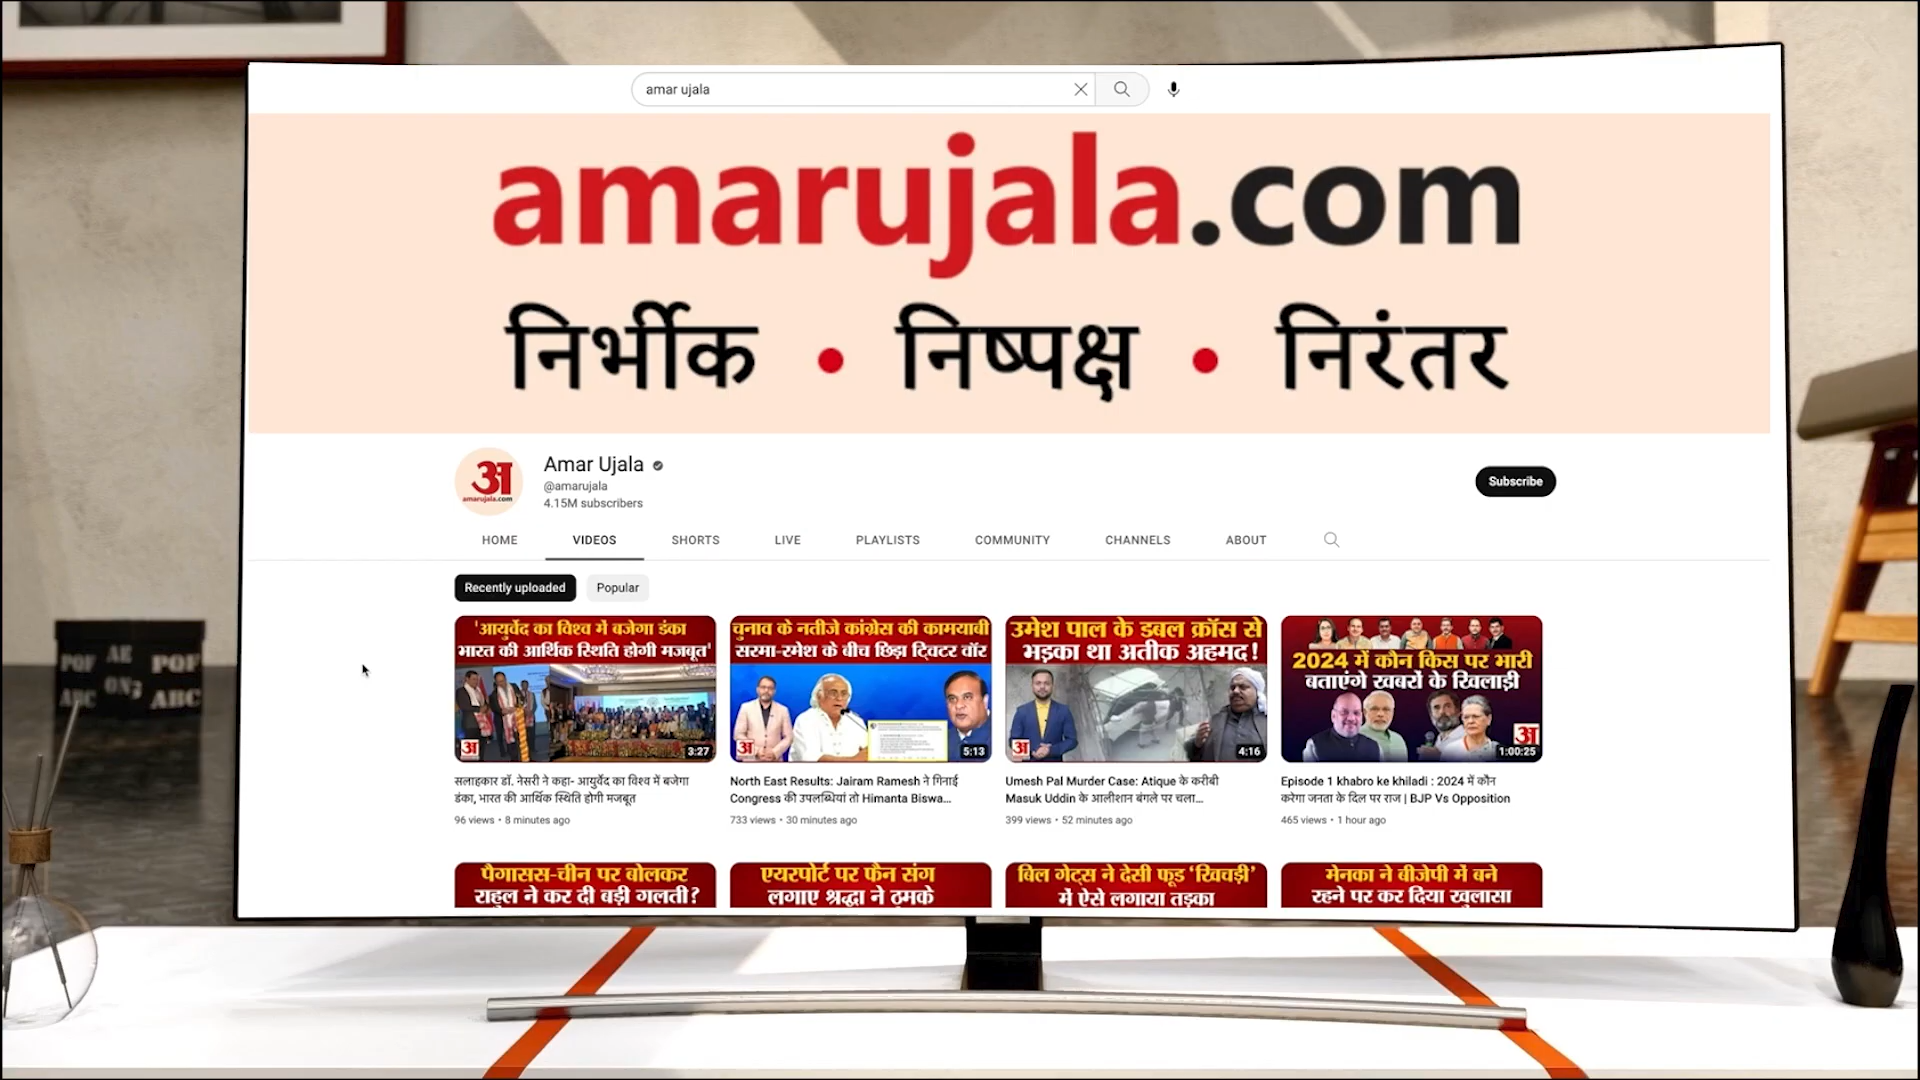 amar ujala
amarujala.com
निर्भीक • निष्पक्ष • निरंतर
अ
amarujala.com
Amar Ujala
@amarujala
4.15M subscribers
Subscribe
HOME VIDEOS SHORTS LIVE PLAYLISTS COMMUNITY CHANNELS ABOUT
Recently uploaded Popular
'आयुर्वेद का विश्व में बजेगा डंका
भारत की आर्थिक स्थिति होगी मजबूत'
अ
3:27
सलाहकार डॉ. नेसरी ने कहा- आयुर्वेद का विश्व में बजेगा
डंका, भारत की आर्थिक स्थिति होगी मजबूत
96 views • 8 minutes ago
चुनाव के नतीजे कांग्रेस की कामयाबी
सरमा-रमेश के बीच छिड़ा ट्विटर वॉर
अ
5:13
North East Results: Jairam Ramesh ने गिनाई
Congress की उपलब्धियां तो Himanta Biswa...
733 views • 30 minutes ago
उमेश पाल के डबल क्रॉस से
भड़का था अतीक अहमद!
अ
4:16
Umesh Pal Murder Case: Atique के करीबी
Masuk Uddin के आलीशान बंगले पर चला...
399 views • 52 minutes ago
2024 में कौन किस पर भारी
बताएंगे खबरों के खिलाड़ी
अ
1:00:25
Episode 1 khabro ke khiladi : 2024 में कौन
करेगा जनता के दिल पर राज | BJP Vs Opposition
465 views • 1 hour ago
पैगासस-चीन पर बोलकर
राहुल ने कर दी बड़ी गलती?
एयरपोर्ट पर फैन संग
लगाए श्रद्धा ने ठुमके
बिल गेट्स ने देसी फूड 'खिचड़ी'
में ऐसे लगाया तड़का
मेनका ने बीजेपी में बने
रहने पर कर दिया खुलासा